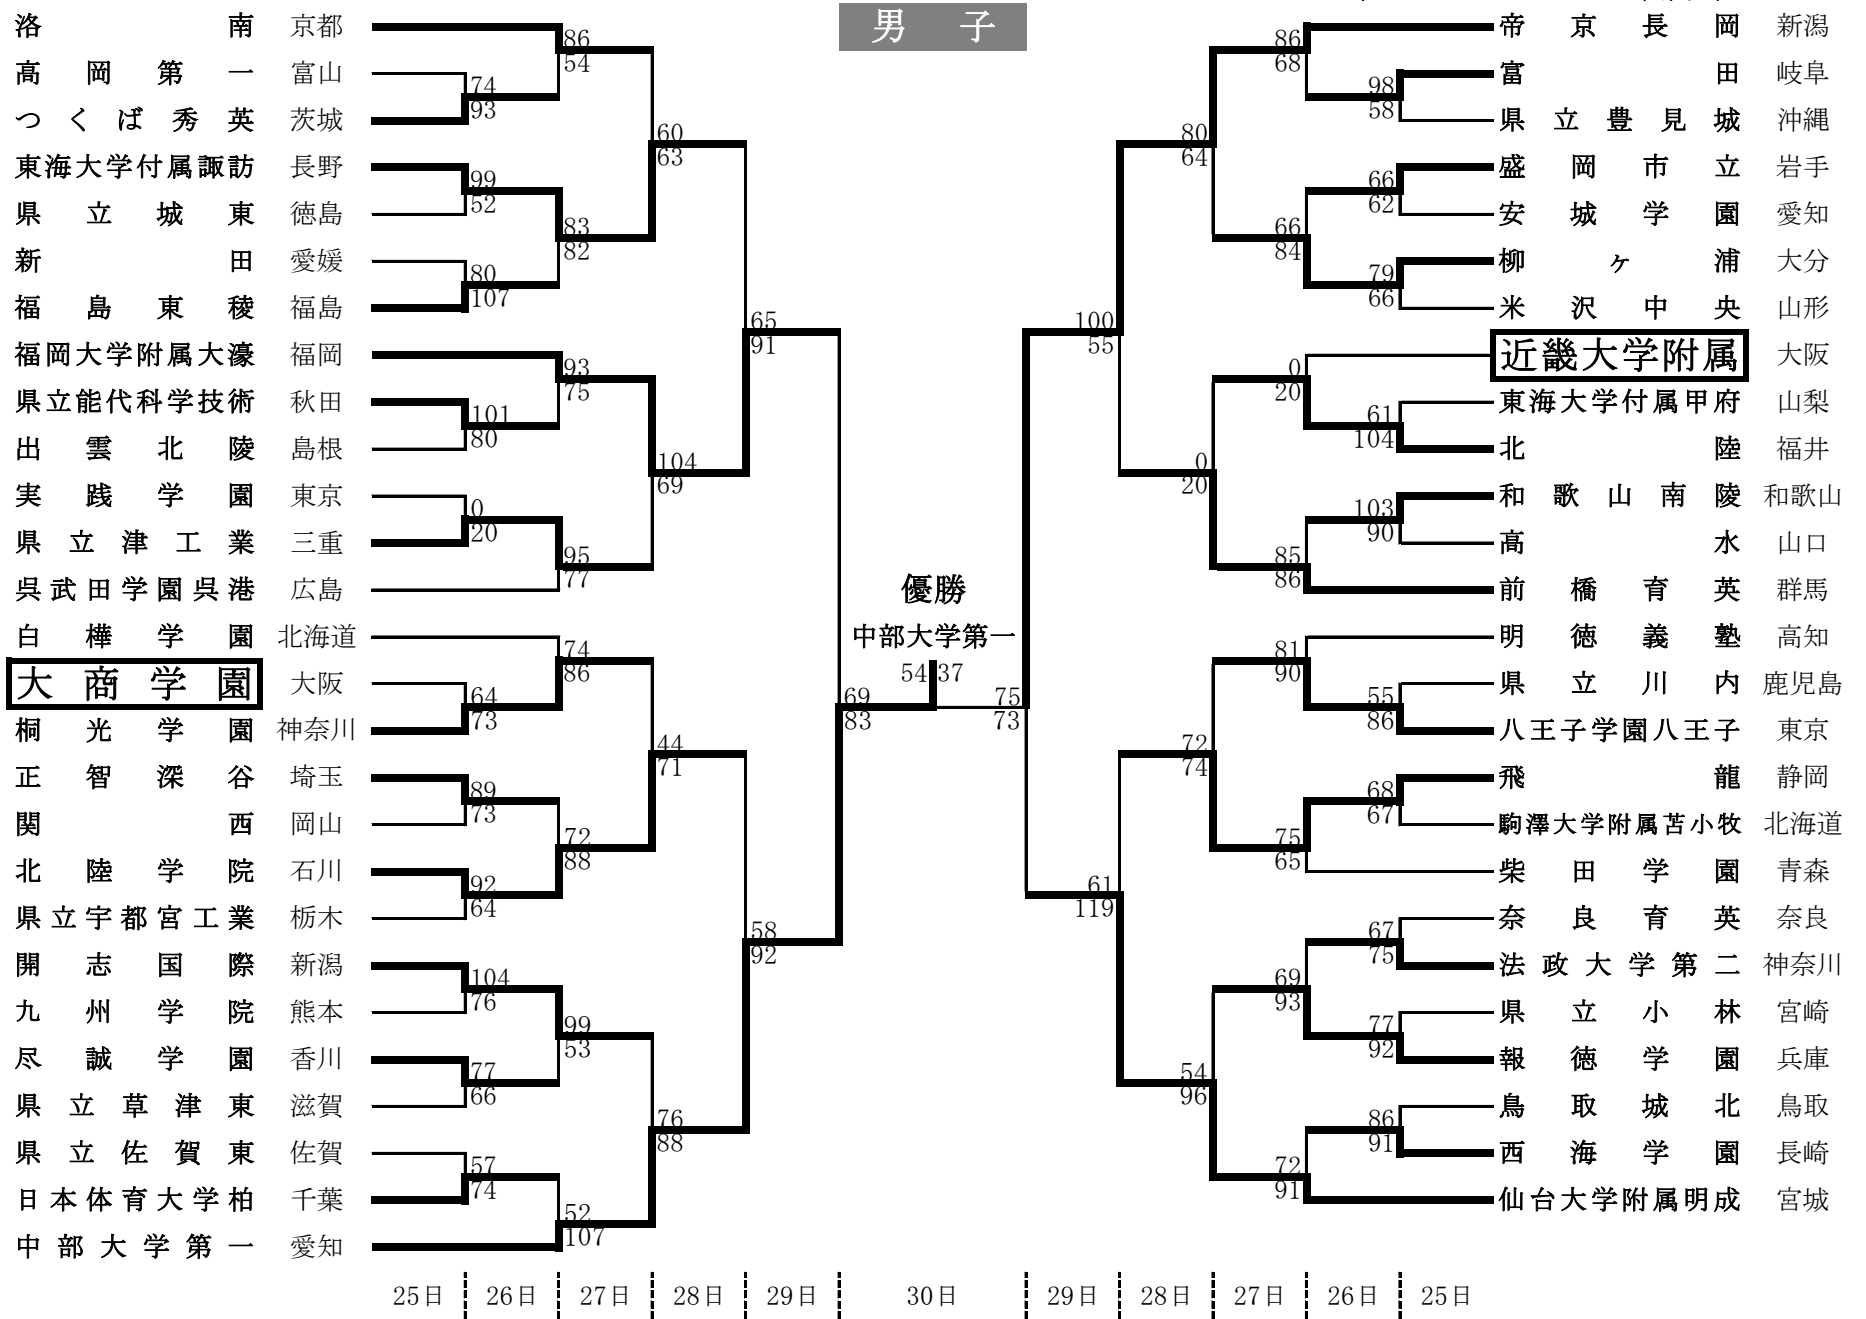 男 子
洛南 京都
高岡第一 富山
つくば秀英 茨城
東海大学付属諏訪 長野
県立城東 徳島
新田 愛媛
福島東稜 福島
福岡大学附属大濠 福岡
県立能代科学技術 秋田
出雲北陵 島根
実践学園 東京
県立津工業 三重
呉武田学園呉港 広島
白樺学園 北海道
大商学園 大阪
桐光学園 神奈川
正智深谷 埼玉
関西 岡山
北陸学院 石川
県立宇都宮工業 栃木
開志国際 新潟
九州学院 熊本
尽誠学園 香川
県立草津東 滋賀
県立佐賀東 佐賀
日本体育大学柏 千葉
中部大学第一 愛知
74
93
99
52
80
107
101
80
0
20
64
73
89
73
92
64
104
76
77
66
57
74
86
54
83
82
93
75
95
77
74
86
72
88
99
53
52
107
60
63
104
69
44
71
76
88
65
91
58
92
69
83
優勝
中部大学第一
54 37
75
73
100
55
61
119
80
64
0
20
72
74
54
96
86
68
66
84
0
20
85
86
81
90
75
65
69
93
72
91
98
58
66
62
79
66
61
104
103
90
55
86
68
67
67
75
77
92
86
91
帝京長岡 新潟
富田 岐阜
県立豊見城 沖縄
盛岡市立 岩手
安城学園 愛知
柳ヶ浦 大分
米沢中央 山形
近畿大学附属 大阪
東海大学付属甲府 山梨
北陸 福井
和歌山南陵 和歌山
高水 山口
前橋育英 群馬
明徳義塾 高知
県立川内 鹿児島
八王子学園八王子 東京
飛龍 静岡
駒澤大学附属苫小牧 北海道
柴田学園 青森
奈良育英 奈良
法政大学第二 神奈川
県立小林 宮崎
報徳学園 兵庫
鳥取城北 鳥取
西海学園 長崎
仙台大学附属明成 宮城
25日 26日 27日 28日 29日 30日 29日 28日 27日 26日 25日